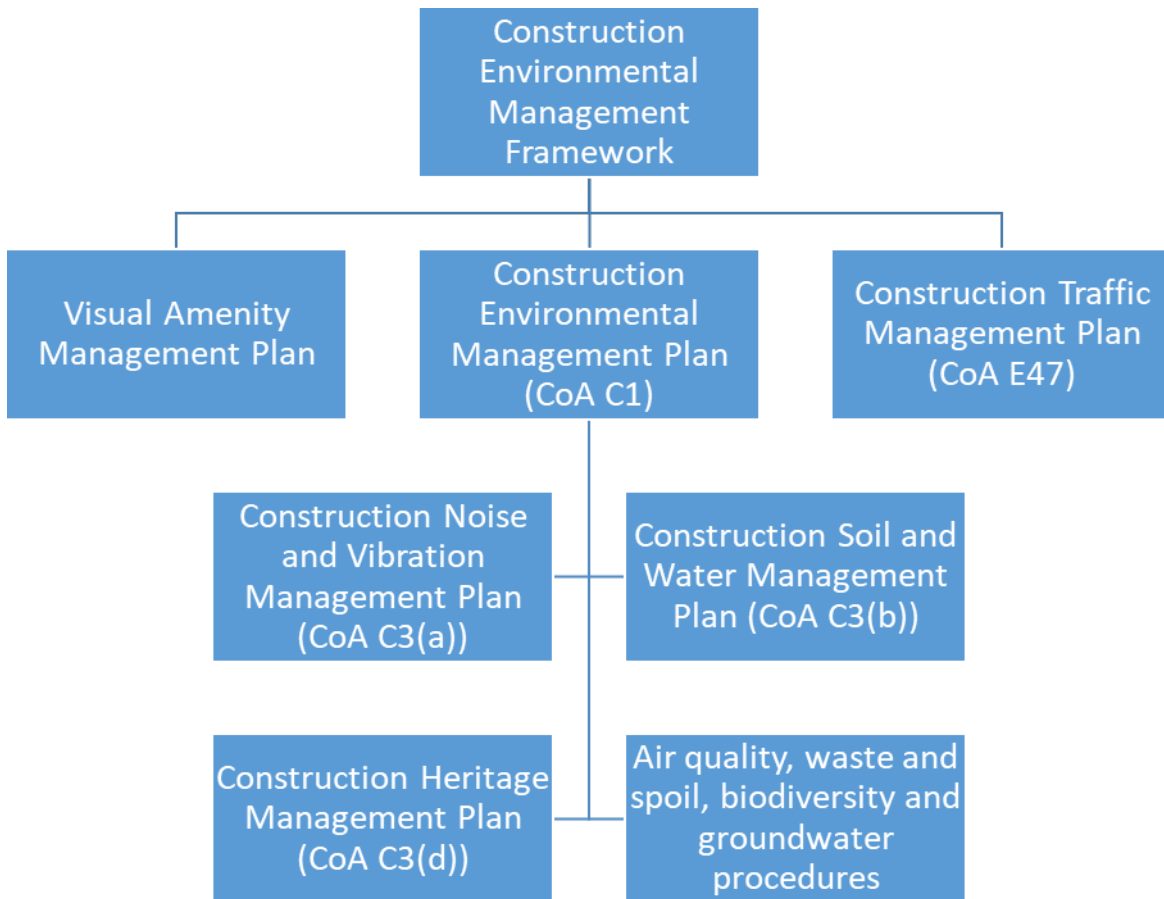 Construction
Environmental
Management
Framework
Visual Amenity
Management Plan
Construction
Environmental
Management Plan
(CoA C1)
Construction Traffic
Management Plan
(CoA E47)
Construction Noise
and Vibration
Management Plan
(CoA C3(a))
Construction Soil and
Water Management
Plan (CoA C3(b))
Construction Heritage
Management Plan
(CoA C3(d))
Air quality, waste and
spoil, biodiversity and
groundwater
procedures